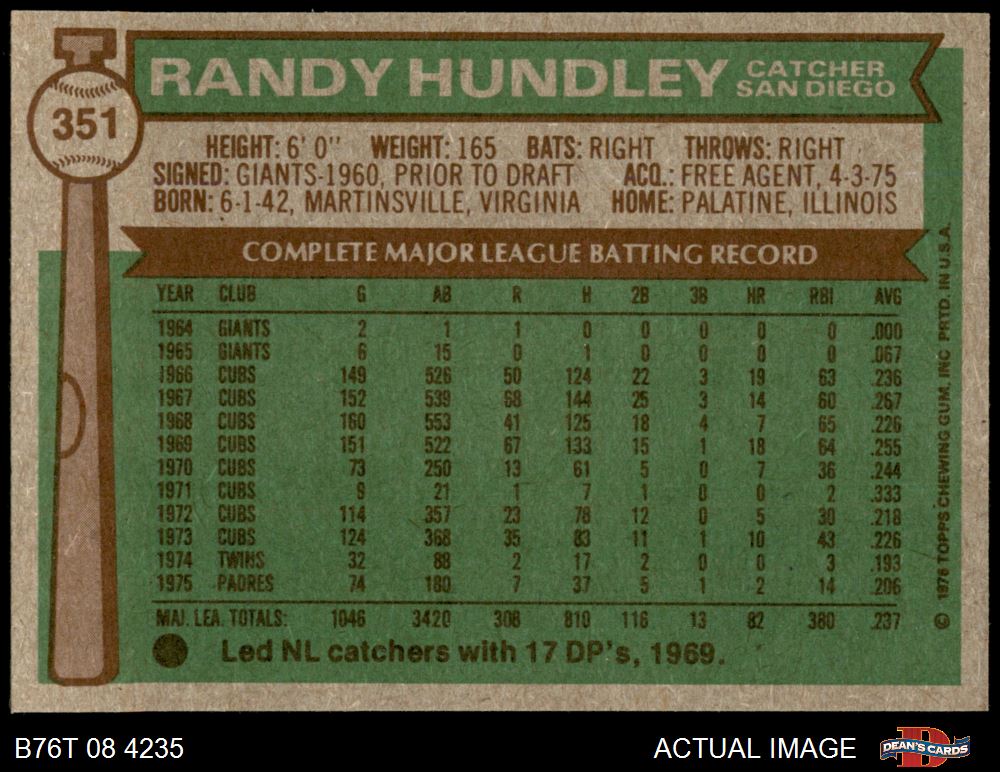 351
RANDY HUNDLEY CATCHER
SAN DIEGO
HEIGHT: 6' 0" WEIGHT: 165 BATS: RIGHT THROWS: RIGHT
SIGNED: GIANTS-1960, PRIOR TO DRAFT ACQ.: FREE AGENT, 4-3-75
BORN: 6-1-42, MARTINSVILLE, VIRGINIA HOME: PALATINE, ILLINOIS
COMPLETE MAJOR LEAGUE BATTING RECORD
YEAR CLUB G AB R H 2B 3B HR RBI AVG
1964 GIANTS 2 1 1 0 0 0 0 0 .000
1965 GIANTS 6 15 0 1 0 0 0 0 .067
1966 CUBS 149 526 50 124 22 3 19 63 .236
1967 CUBS 152 539 68 144 25 3 14 60 .267
1968 CUBS 160 553 41 125 18 4 7 65 .226
1969 CUBS 151 522 67 133 15 1 18 64 .255
1970 CUBS 73 250 13 61 5 0 7 36 .244
1971 CUBS 9 21 1 7 1 0 0 2 .333
1972 CUBS 114 357 23 78 12 0 5 30 .218
1973 CUBS 124 368 35 83 11 1 10 43 .226
1974 TWINS 32 88 2 17 2 0 0 3 .193
1975 PADRES 74 180 7 37 5 1 2 14 .206
MAJ. LEA. TOTALS: 1046 3420 308 810 116 13 82 380 .237
Led NL catchers with 17 DP's, 1969.
© 1976 TOPPS CHEWING GUM, INC PRTD. IN U.S.A.
B76T 08 4235
ACTUAL IMAGE
DEAN'S CARDS